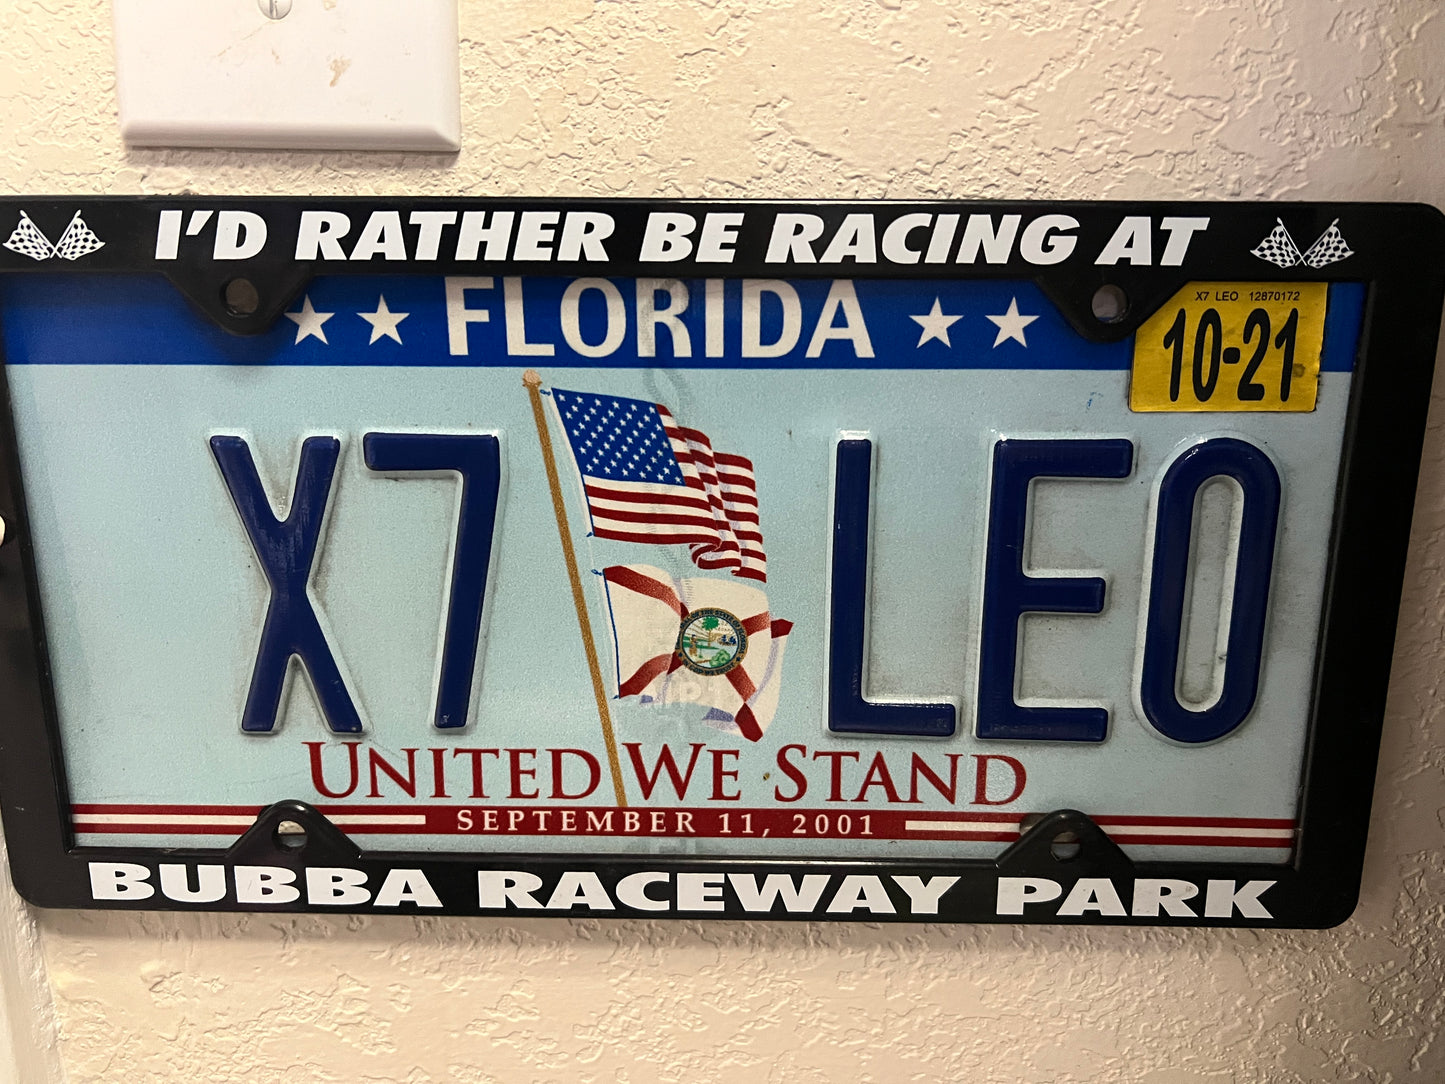 I'D RATHER BE RACING AT
FLORIDA
X7 LEO 12870172
10-21
X7 LEO
UNITED WE STAND
SEPTEMBER 11, 2001
BUBBA RACEWAY PARK